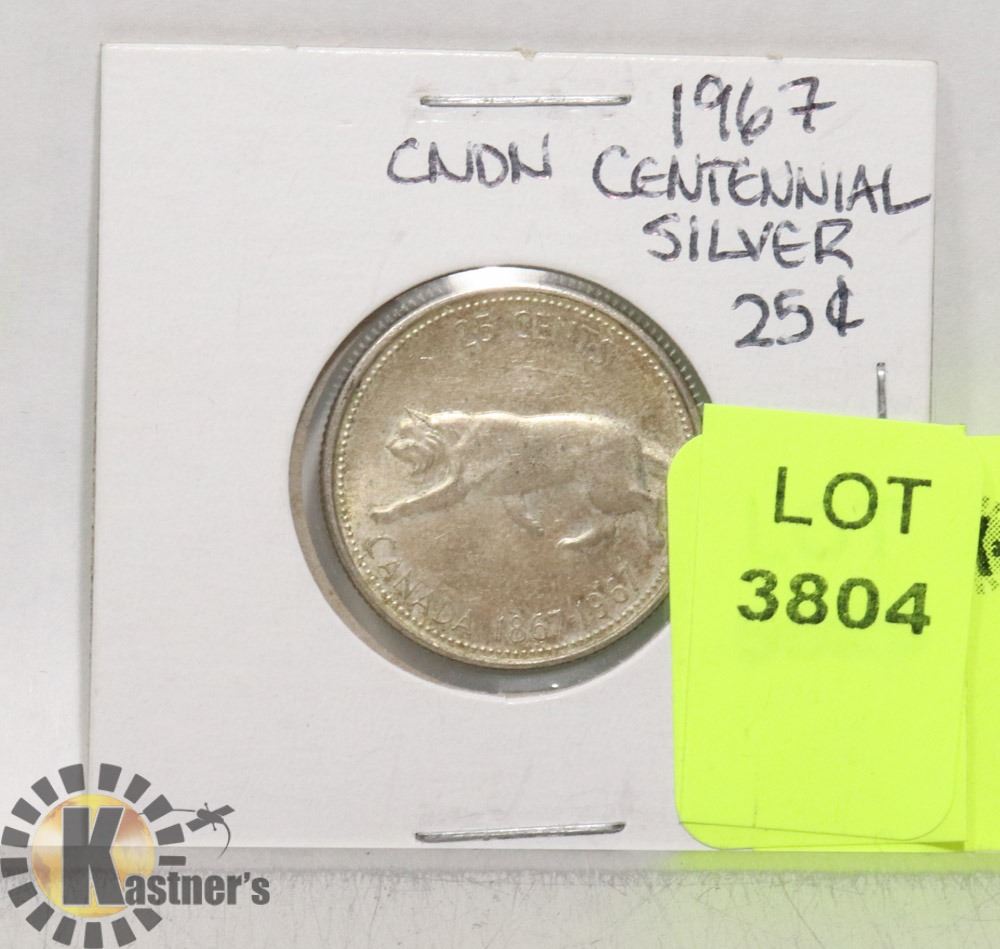 1967
CNDN CENTENNIAL
SILVER
25¢
25 CENTS
CANADA 1867-1967
LOT
3804
Kastner's